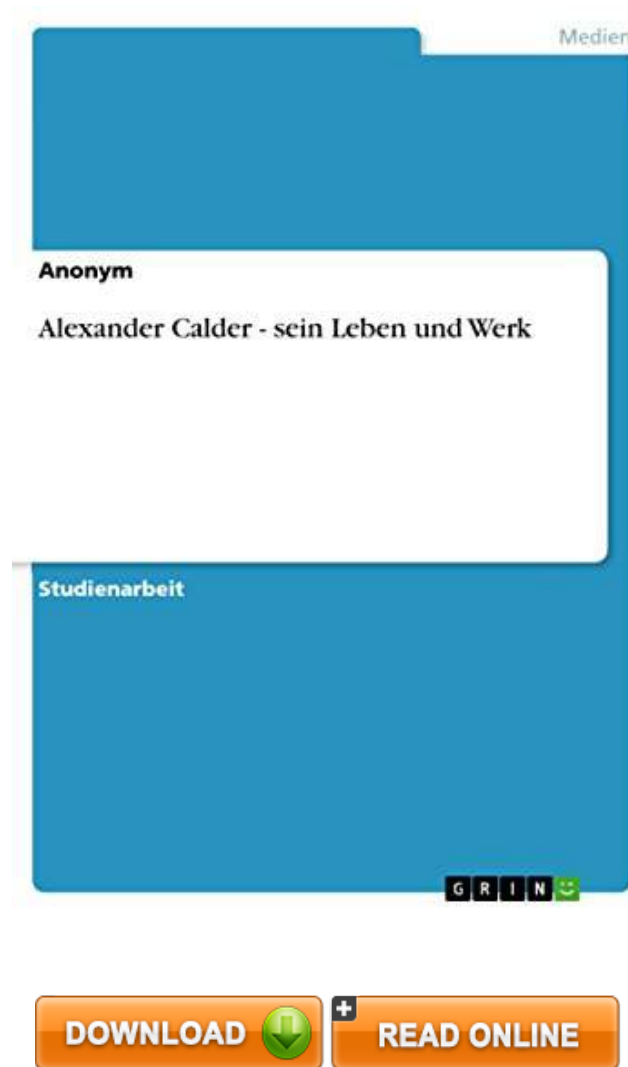 Medien
Anonym
Alexander Calder - sein Leben und Werk
Studienarbeit
GRIN
DOWNLOAD
READ ONLINE